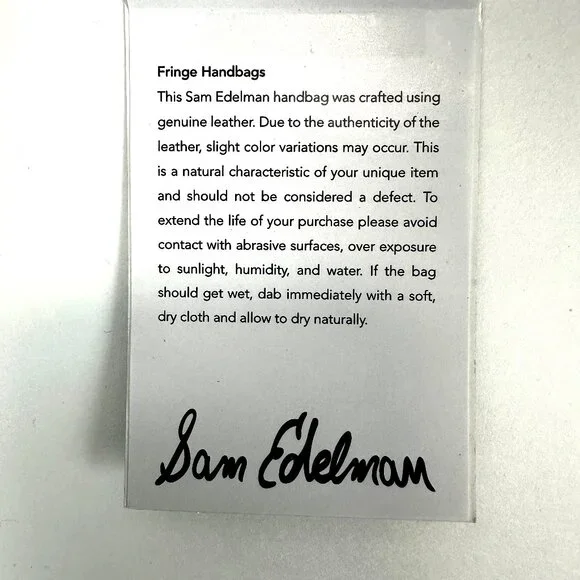 Fringe Handbags
This Sam Edelman handbag was crafted using
genuine leather. Due to the authenticity of the
leather, slight color variations may occur. This
is a natural characteristic of your unique item
and should not be considered a defect. To
extend the life of your purchase please avoid
contact with abrasive surfaces, over exposure
to sunlight, humidity, and water. If the bag
should get wet, dab immediately with a soft,
dry cloth and allow to dry naturally.
Sam Edelman